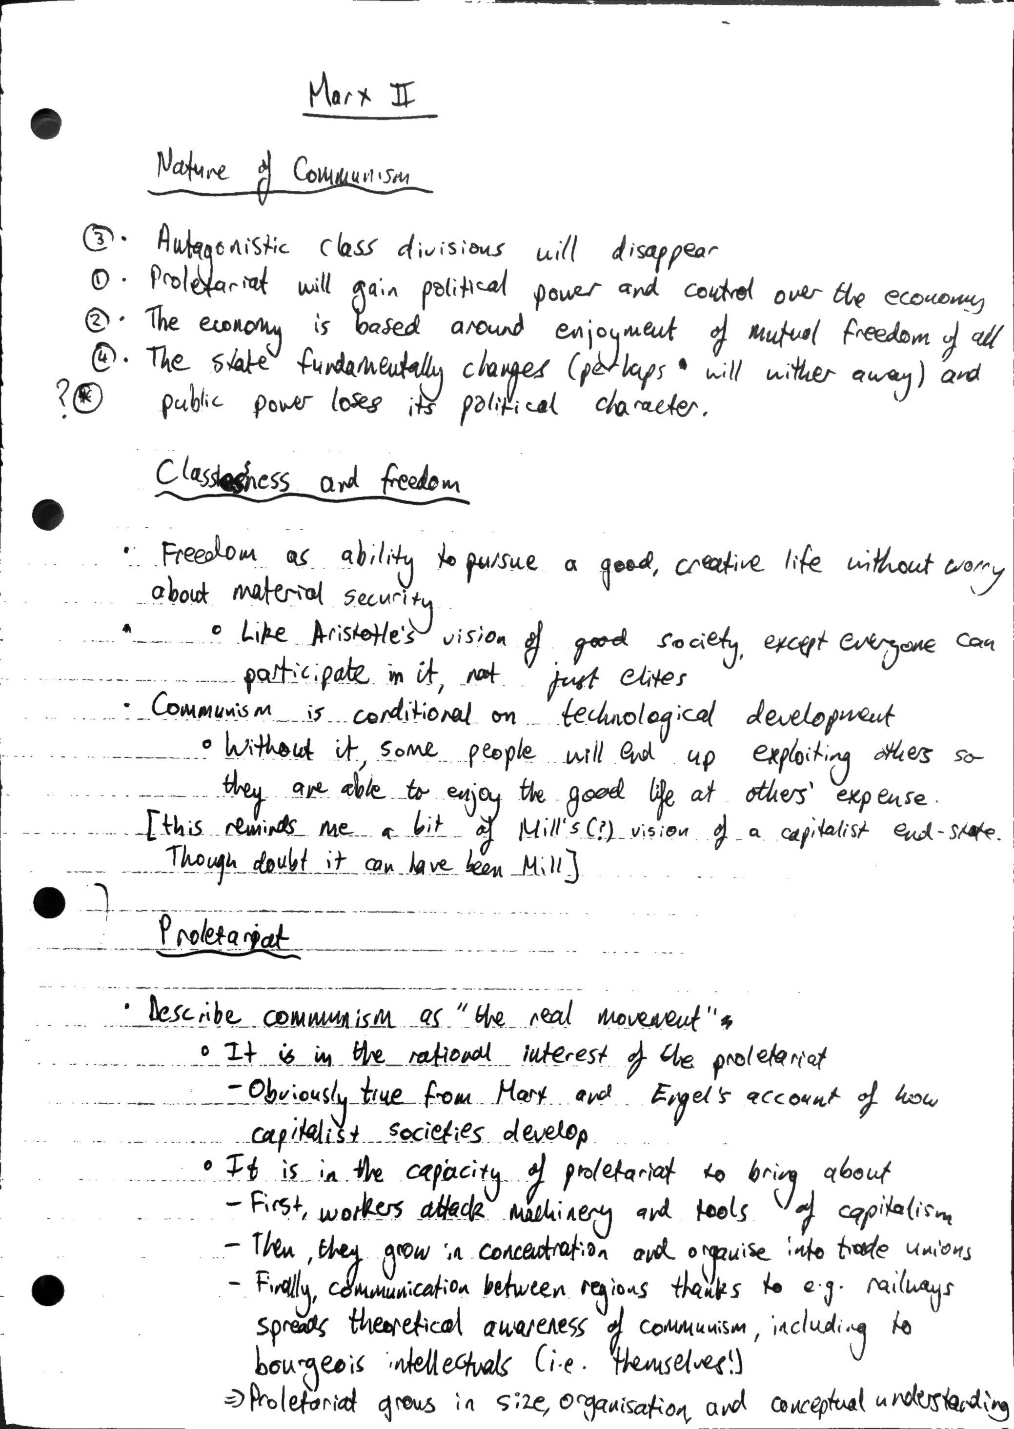 Marx II
Nature of Communism
③ • Antagonistic class divisions will disappear
① • Proletariat will gain political power and control over the economy
② • The economy is based around enjoyment of mutual freedom of all
④ • The state fundamentally changes (perhaps will wither away) and
? * public power loses its political character.
Classlessness and freedom
• Freedom as ability to pursue a good, creative life without worry
about material security
◦ Like Aristotle's vision of good society, except everyone can
participate in it, not just elites
• Communism is conditional on technological development
◦ Without it, some people will end up exploiting others so
they are able to enjoy the good life at others' expense.
[this reminds me a bit of Mill's(?) vision of a capitalist end-state.
Though doubt it can have been Mill]
Proletariat
• Describe communism as "the real movement":
◦ It is in the rational interest of the proletariat
– Obviously true from Marx and Engel's account of how
capitalist societies develop
◦ It is in the capacity of proletariat to bring about
– First, workers attack machinery and tools of capitalism
– Then, they grow in concentration and organise into trade unions
– Finally, communication between regions thanks to e.g. railways
spreads theoretical awareness of communism, including to
bourgeois intellectuals (i.e. themselves!)
⇒ Proletariat grows in size, organisation and conceptual understanding